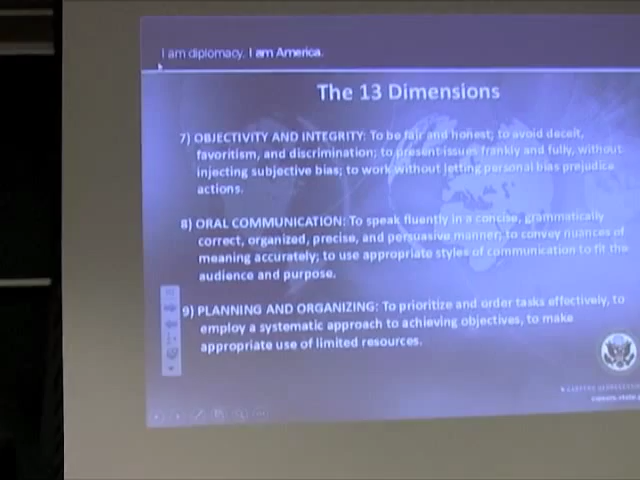 I am diplomacy. I am America.
The 13 Dimensions
7) OBJECTIVITY AND INTEGRITY: To be fair and honest; to avoid deceit,
favoritism, and discrimination; to present issues frankly and fully, without
injecting subjective bias; to work without letting personal bias prejudice
actions.
8) ORAL COMMUNICATION: To speak fluently in a concise, grammatically
correct, organized, precise, and persuasive manner; to convey nuances of
meaning accurately; to use appropriate styles of communication to fit the
audience and purpose.
9) PLANNING AND ORGANIZING: To prioritize and order tasks effectively, to
employ a systematic approach to achieving objectives, to make
appropriate use of limited resources.